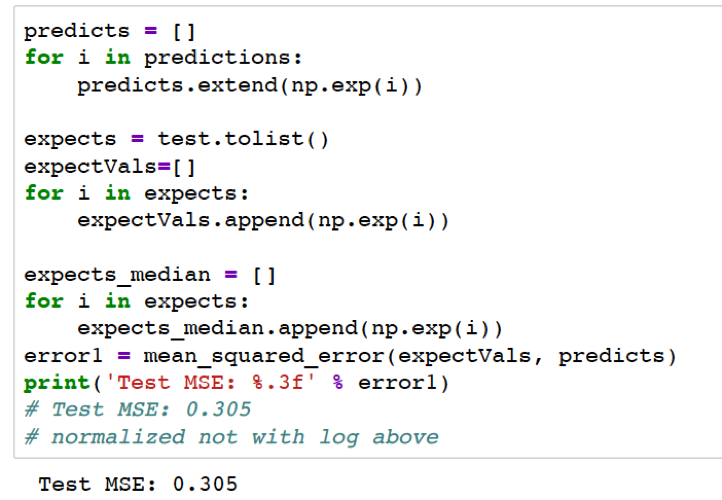 predicts = []
for i in predictions:
    predicts.extend(np.exp(i))

expects = test.tolist()
expectVals=[]
for i in expects:
    expectVals.append(np.exp(i))

expects_median = []
for i in expects:
    expects_median.append(np.exp(i))
error1 = mean_squared_error(expectVals, predicts)
print('Test MSE: %.3f' % error1)
# Test MSE: 0.305
# normalized not with log above
Test MSE: 0.305